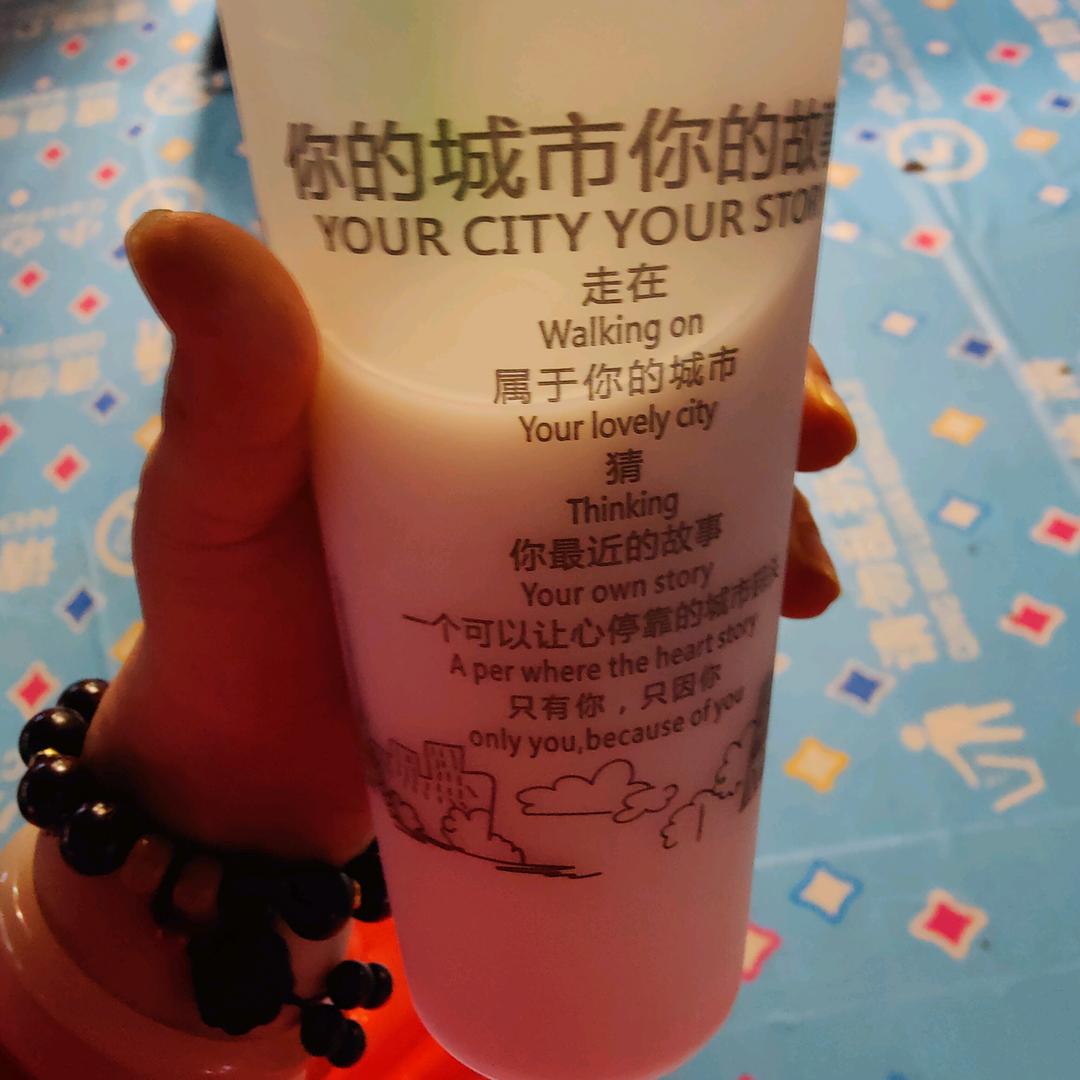 你的城市你的故事
YOUR CITY YOUR STORY
走在
Walking on
属于你的城市
Your lovely city
猜
Thinking
你最近的故事
Your own story
一个可以让心停靠的城市
A per where the heart story
只有你，只因你
only you,because of you